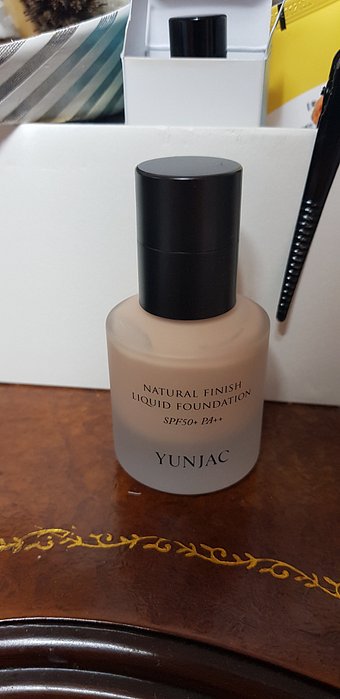 NATURAL FINISH
LIQUID FOUNDATION
SPF50+ PA++
YUNJAC